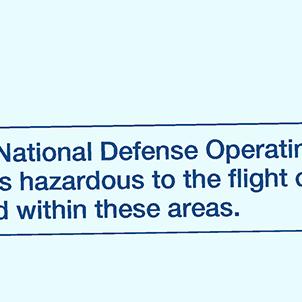 National Defense Operatin
s hazardous to the flight o
d within these areas.